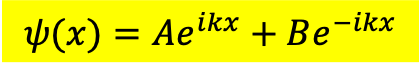 ψ(x) = Ae^{ikx} + Be^{−ikx}